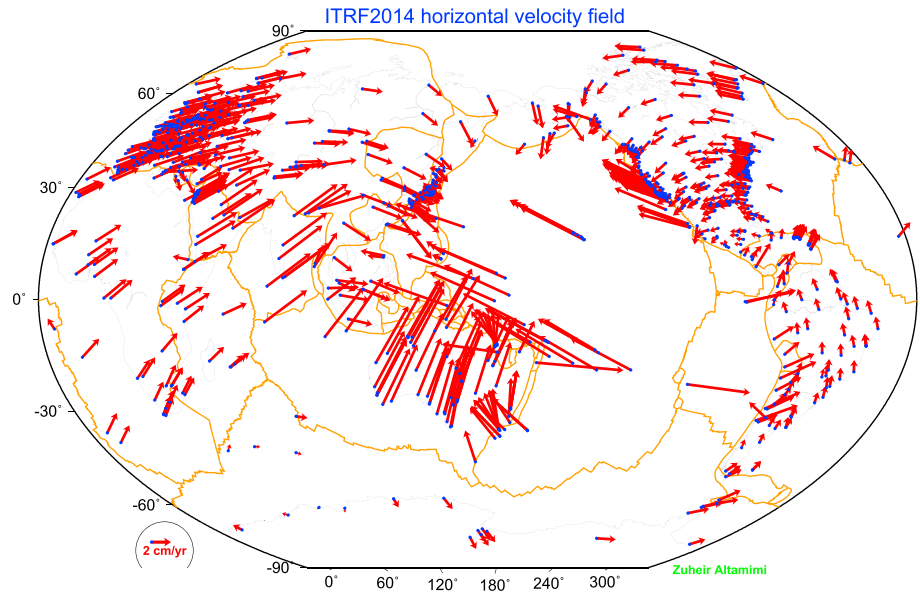 ITRF2014 horizontal velocity field
90˚
60˚
30˚
0˚
-30˚
-60˚
-90˚
2 cm/yr
0˚ 60˚ 120˚ 180˚ 240˚ 300˚
Zuheir Altamimi